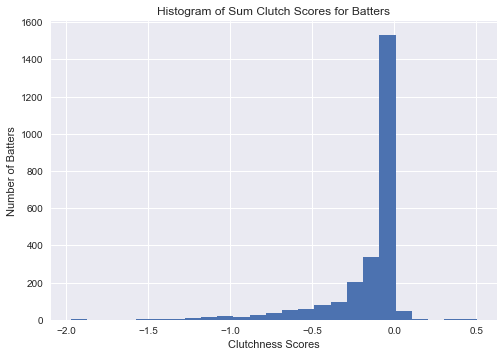 Histogram of Sum Clutch Scores for Batters
1600
1400
1200
1000
800
600
400
200
0
Number of Batters
−2.0 −1.5 −1.0 −0.5 0.0 0.5
Clutchness Scores